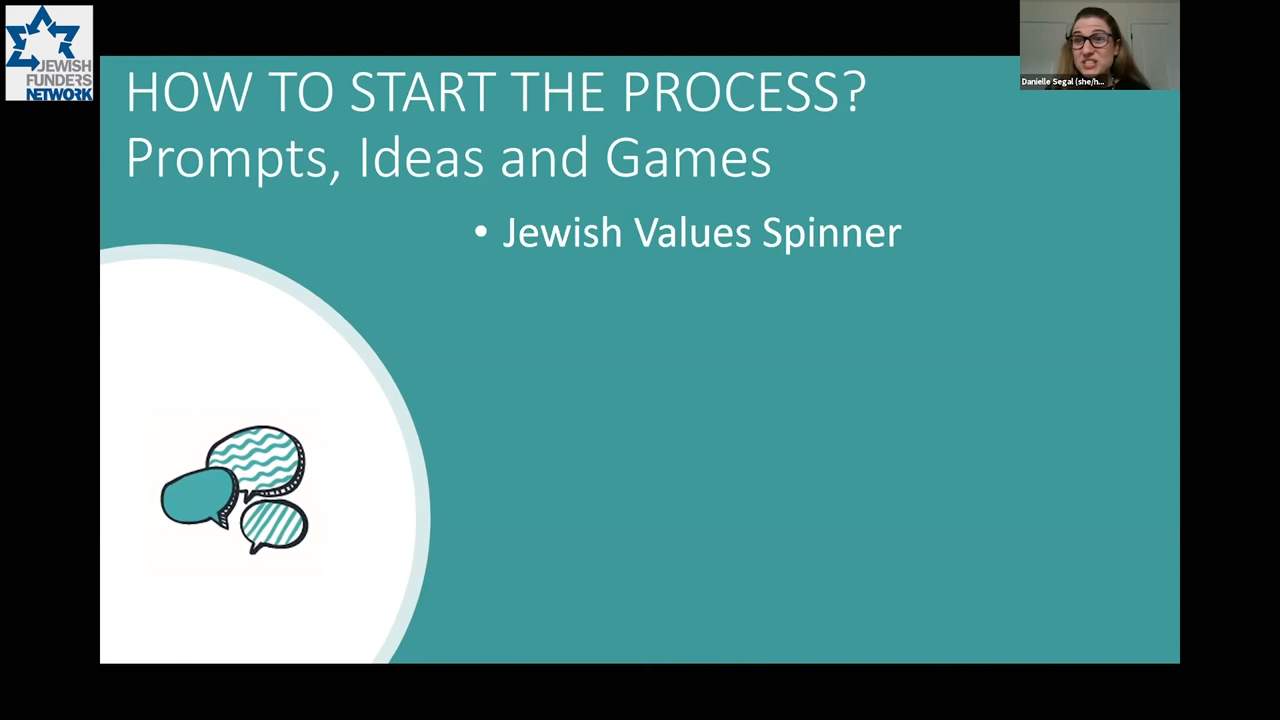 JEWISH
FUNDERS
NETWORK
Danielle Segal (she/h...
HOW TO START THE PROCESS?
Prompts, Ideas and Games
• Jewish Values Spinner